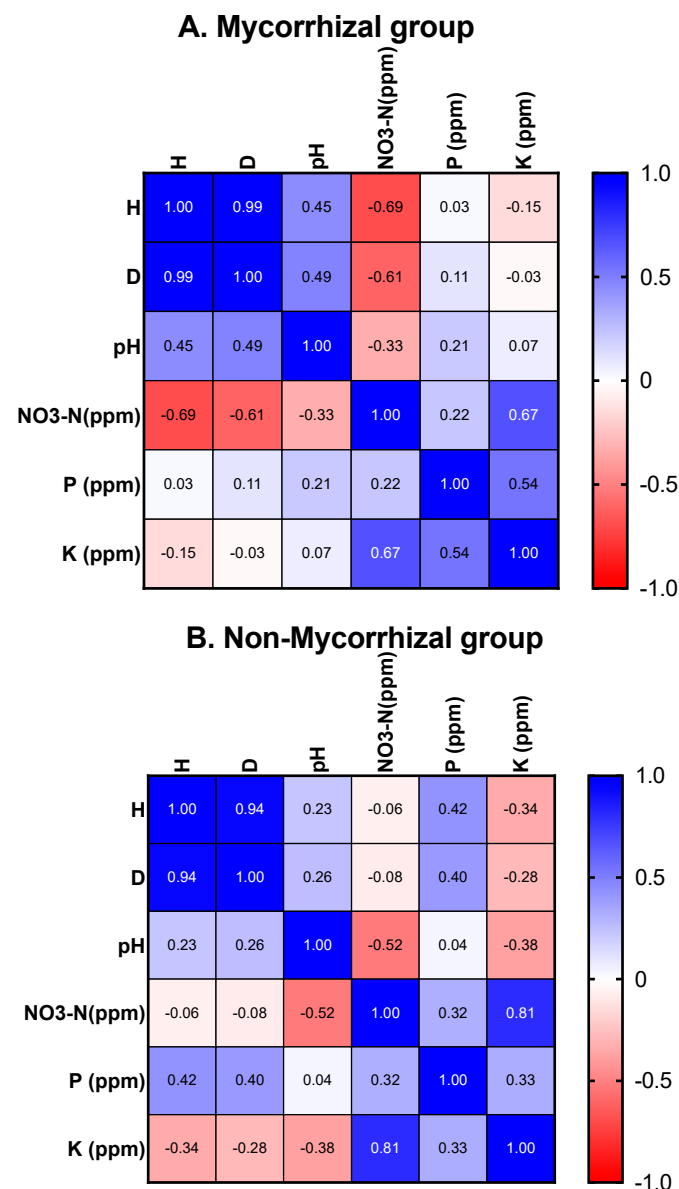 A. Mycorrhizal group
H D pH NO3-N(ppm) P (ppm) K (ppm)
H 1.00 0.99 0.45 -0.69 0.03 -0.15
D 0.99 1.00 0.49 -0.61 0.11 -0.03
pH 0.45 0.49 1.00 -0.33 0.21 0.07
NO3-N(ppm) -0.69 -0.61 -0.33 1.00 0.22 0.67
P (ppm) 0.03 0.11 0.21 0.22 1.00 0.54
K (ppm) -0.15 -0.03 0.07 0.67 0.54 1.00
1.0
0.5
0
-0.5
-1.0
B. Non-Mycorrhizal group
H D pH NO3-N(ppm) P (ppm) K (ppm)
H 1.00 0.94 0.23 -0.06 0.42 -0.34
D 0.94 1.00 0.26 -0.08 0.40 -0.28
pH 0.23 0.26 1.00 -0.52 0.04 -0.38
NO3-N(ppm) -0.06 -0.08 -0.52 1.00 0.32 0.81
P (ppm) 0.42 0.40 0.04 0.32 1.00 0.33
K (ppm) -0.34 -0.28 -0.38 0.81 0.33 1.00
1.0
0.5
0
-0.5
-1.0